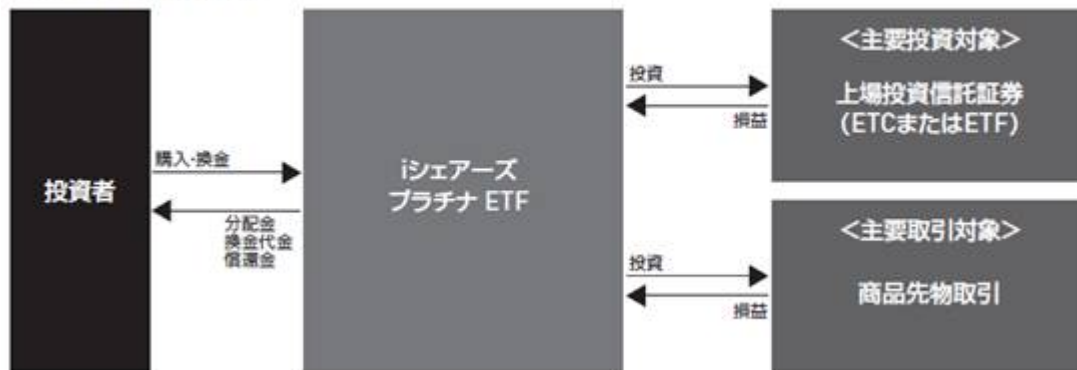 投資者
購入・換金
分配金
換金代金
償還金
iシェアーズ
プラチナ ETF
投資
損益
<主要投資対象>
上場投資信託証券
(ETCまたはETF)
投資
損益
<主要取引対象>
商品先物取引